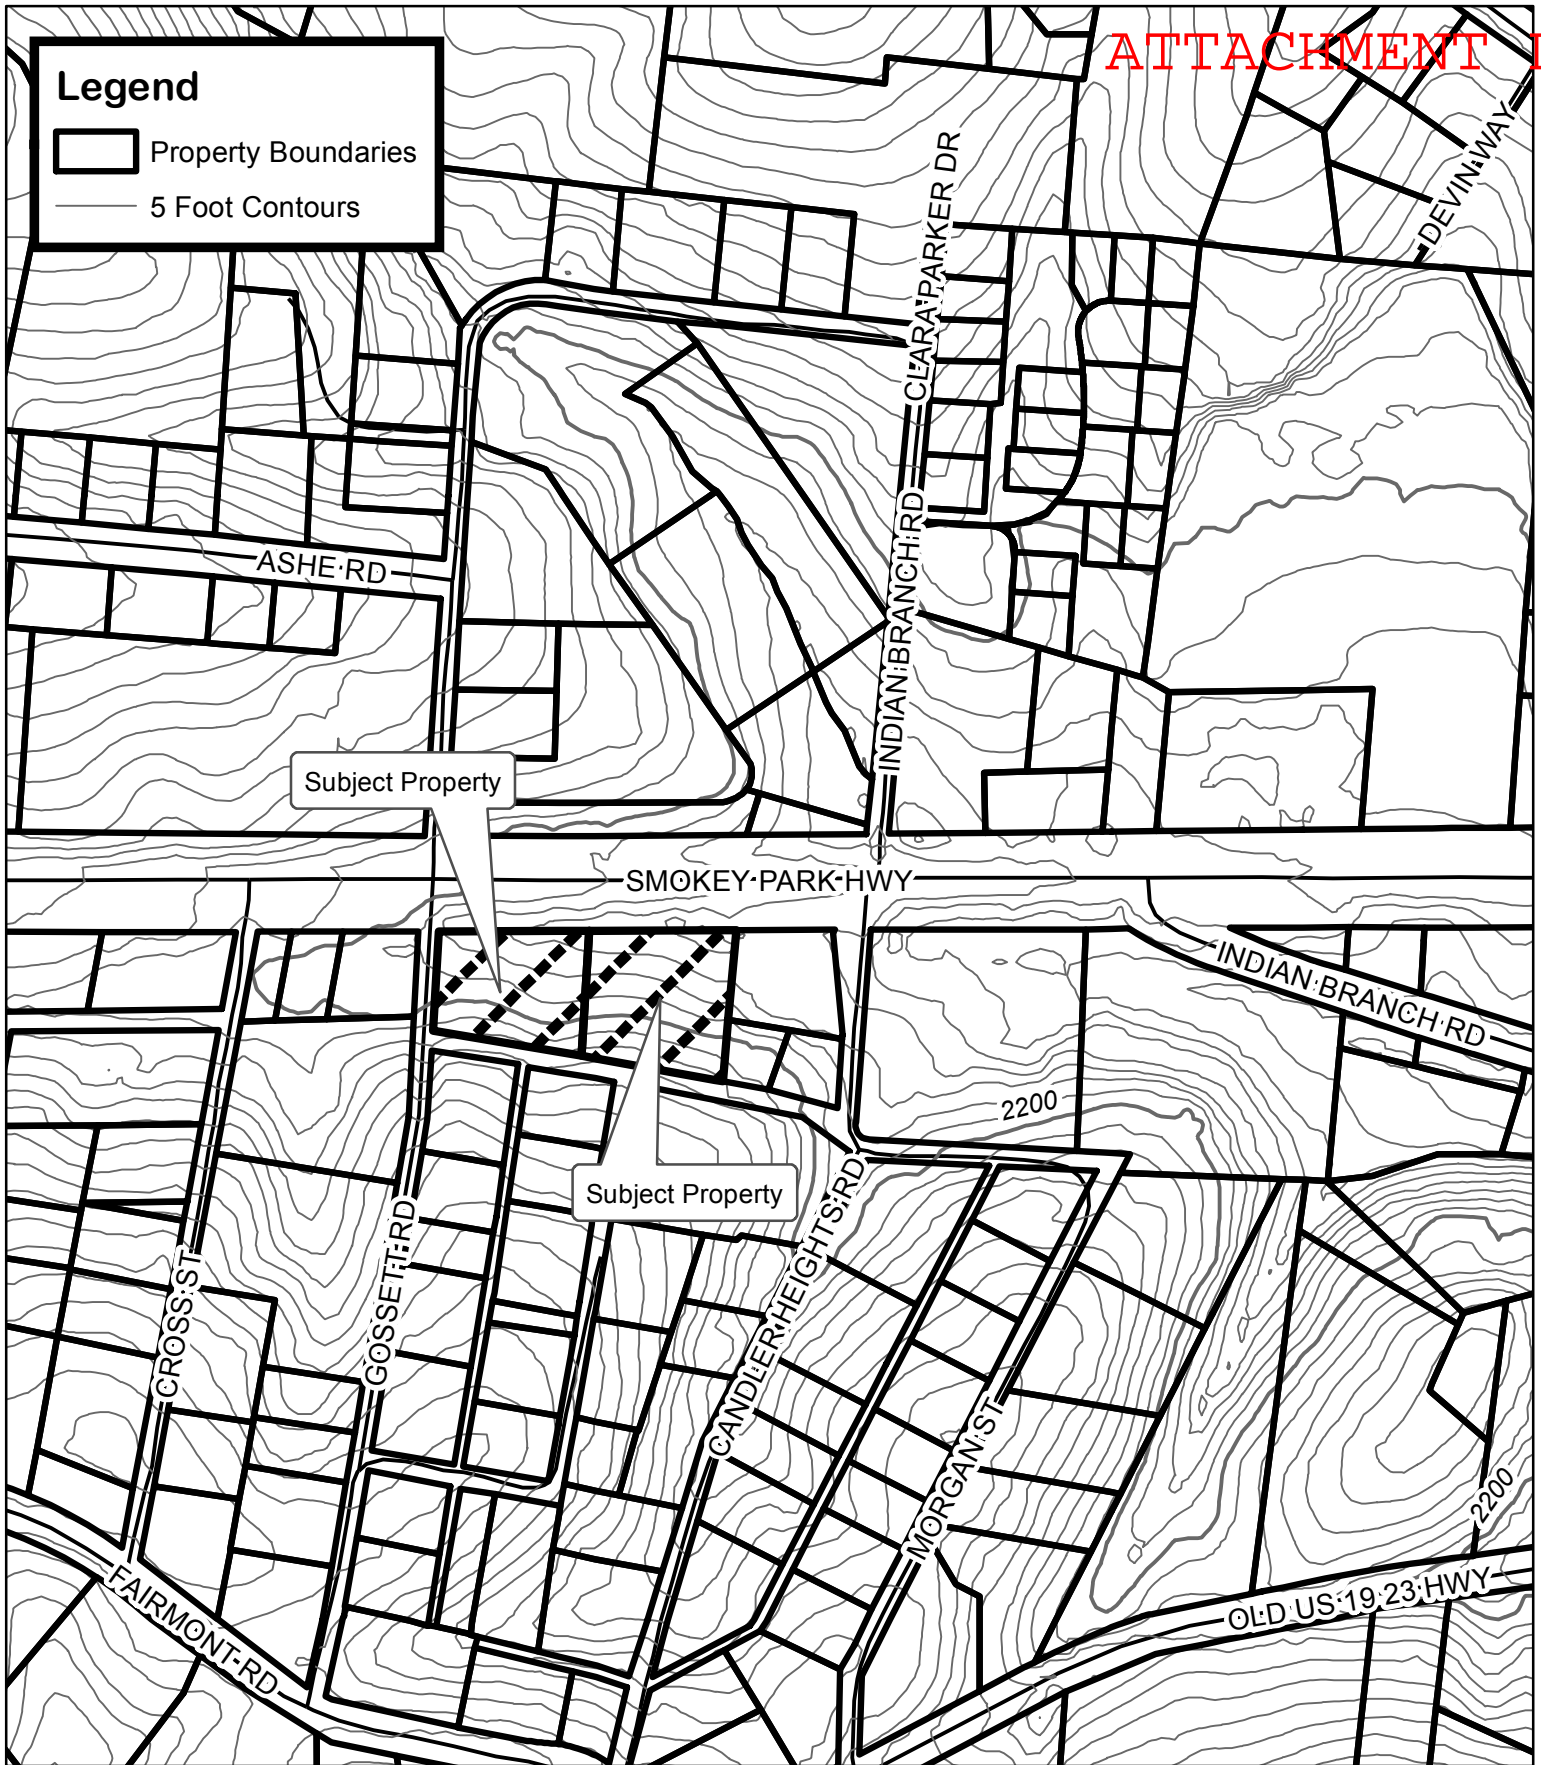 ATTACHMENT
Legend
Property Boundaries
5 Foot Contours
DEVIN WAY
CLARA PARKER DR
INDIAN BRANCH RD
ASHE RD
Subject Property
SMOKEY PARK HWY
INDIAN BRANCH RD
2200
Subject Property
CROSS ST
GOSSETT RD
CANDLER HEIGHTS RD
MORGAN ST
2200
FAIRMONT RD
OLD US 19 23 HWY